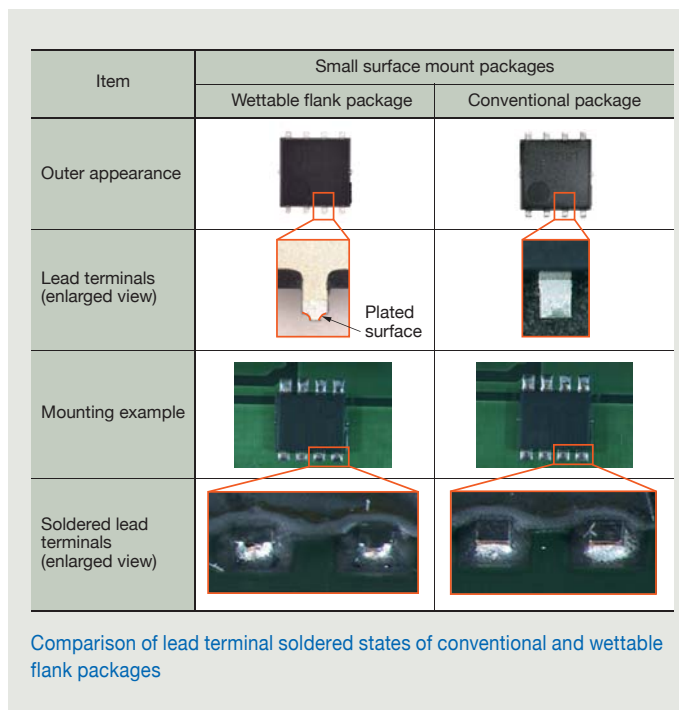 Item
Small surface mount packages
Wettable flank package
Conventional package
Outer appearance
Lead terminals
(enlarged view)
Plated
surface
Mounting example
Soldered lead
terminals
(enlarged view)
Comparison of lead terminal soldered states of conventional and wettable
flank packages